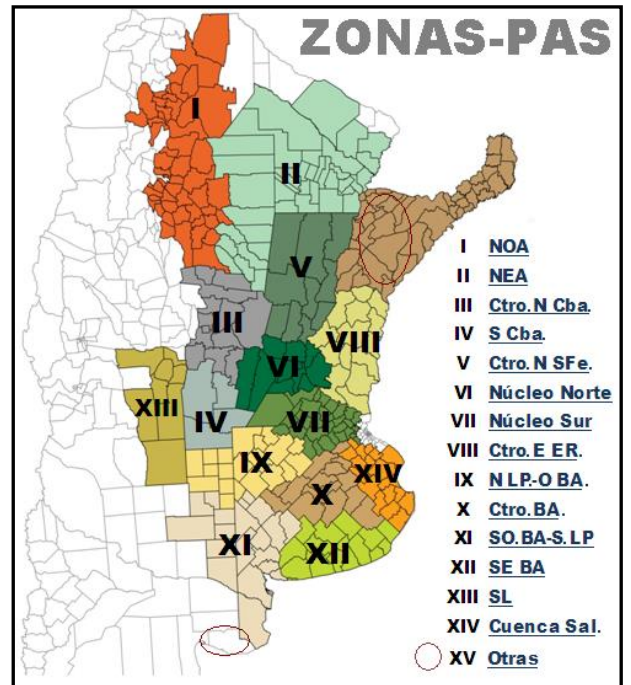 ZONAS-PAS
I
II
V
III
VIII
VI
XIII
IV
VII
IX
XIV
X
XI
XII
I NOA
II NEA
III Ctro.N Cba.
IV S Cba.
V Ctro.N SFe.
VI Núcleo Norte
VII Núcleo Sur
VIII Ctro.E ER.
IX N LP.-O BA.
X Ctro.BA.
XI SO.BA-S.LP
XII SE BA
XIII SL
XIV Cuenca Sal.
XV Otras